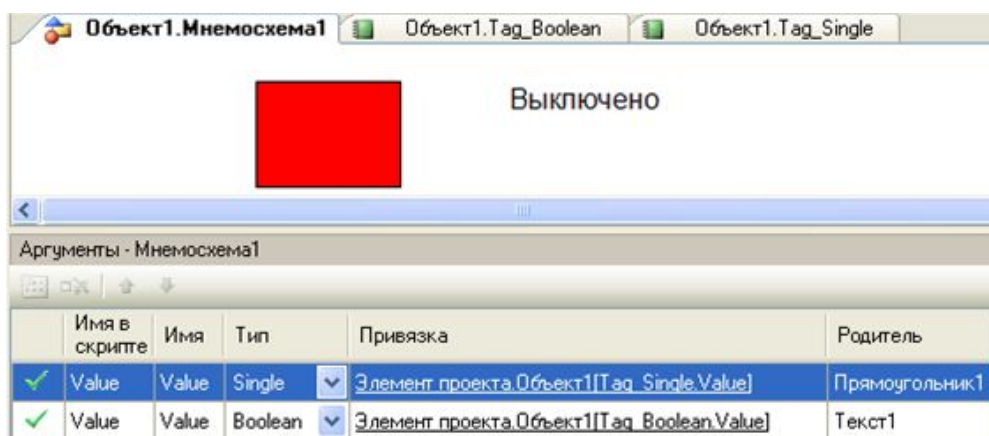 Объект1.Мнемосхема1 Объект1.Tag_Boolean Объект1.Tag_Single
Выключено
Аргументы - Мнемосхема1
Имя в скрипте Имя Тип Привязка Родитель
Value Value Single Элемент проекта.Объект1[Tag_Single.Value] Прямоугольник1
Value Value Boolean Элемент проекта.Объект1[Tag_Boolean.Value] Текст1